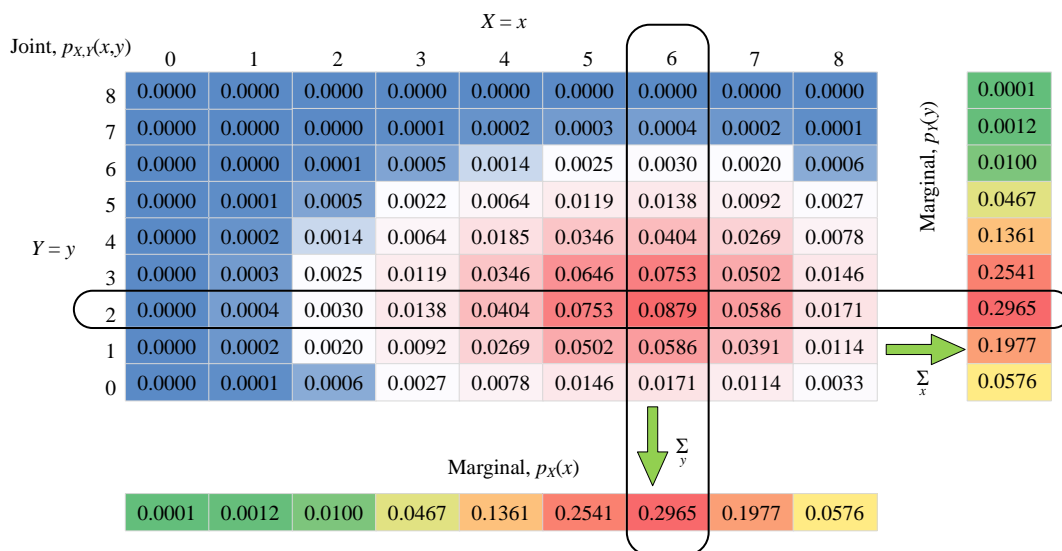 X = x
Joint, pX,Y(x,y)
0 1 2 3 4 5 6 7 8
8 0.0000 0.0000 0.0000 0.0000 0.0000 0.0000 0.0000 0.0000 0.0000 0.0001
7 0.0000 0.0000 0.0000 0.0001 0.0002 0.0003 0.0004 0.0002 0.0001 0.0012
6 0.0000 0.0000 0.0001 0.0005 0.0014 0.0025 0.0030 0.0020 0.0006 0.0100
5 0.0000 0.0001 0.0005 0.0022 0.0064 0.0119 0.0138 0.0092 0.0027 0.0467
4 0.0000 0.0002 0.0014 0.0064 0.0185 0.0346 0.0404 0.0269 0.0078 0.1361
3 0.0000 0.0003 0.0025 0.0119 0.0346 0.0646 0.0753 0.0502 0.0146 0.2541
2 0.0000 0.0004 0.0030 0.0138 0.0404 0.0753 0.0879 0.0586 0.0171 0.2965
1 0.0000 0.0002 0.0020 0.0092 0.0269 0.0502 0.0586 0.0391 0.0114 0.1977
0 0.0000 0.0001 0.0006 0.0027 0.0078 0.0146 0.0171 0.0114 0.0033 0.0576
Y = y
Marginal, pY(y)
Σ
x
Σ
y
Marginal, pX(x)
0.0001 0.0012 0.0100 0.0467 0.1361 0.2541 0.2965 0.1977 0.0576